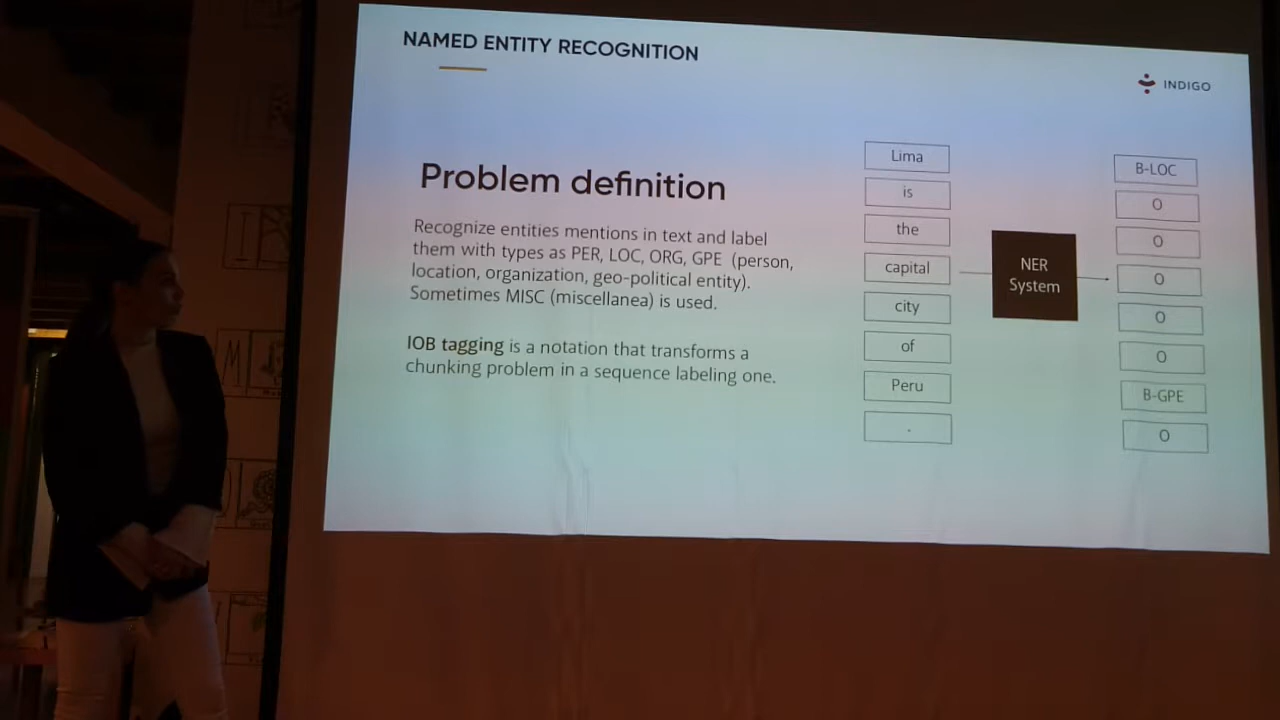 NAMED ENTITY RECOGNITION
INDIGO
Problem definition
Recognize entities mentions in text and label
them with types as PER, LOC, ORG, GPE (person,
location, organization, geo-political entity).
Sometimes MISC (miscellanea) is used.
IOB tagging is a notation that transforms a
chunking problem in a sequence labeling one.
Lima
is
the
capital
city
of
Peru
.
NER
System
B-LOC
O
O
O
O
O
B-GPE
O